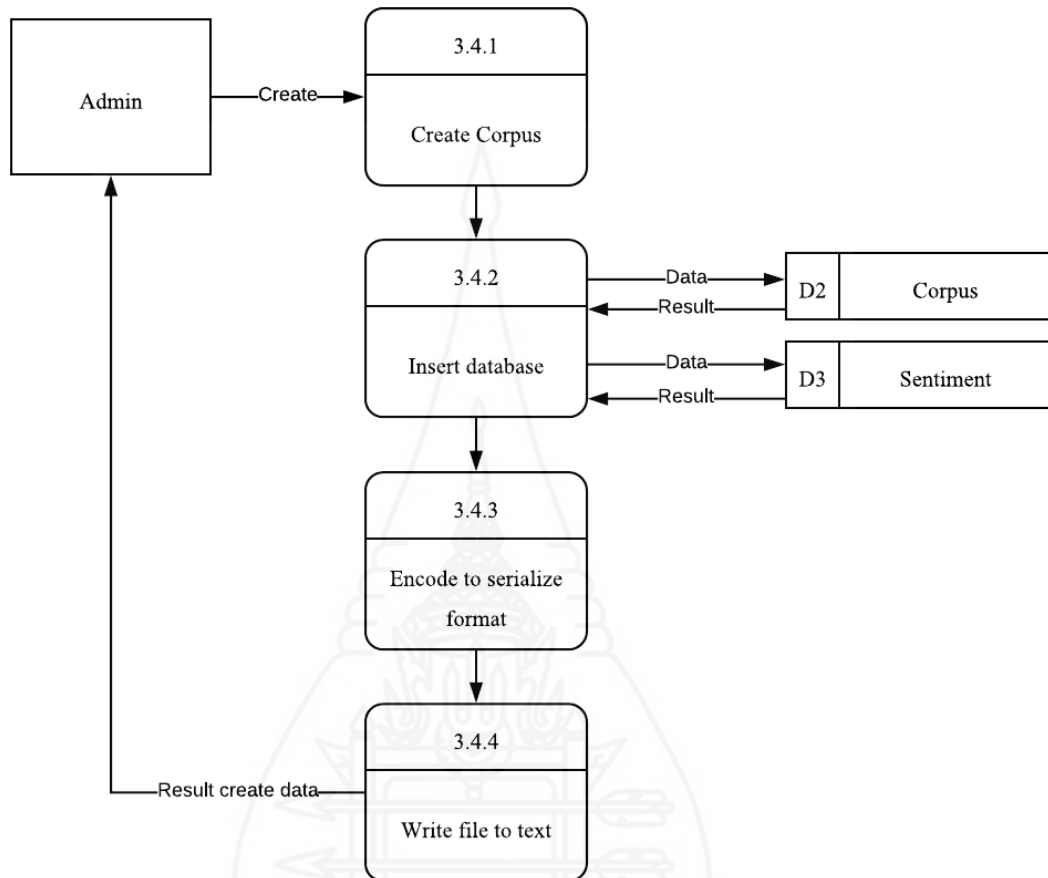 3.4.1
Admin
Create
Create Corpus
3.4.2
Data
D2
Corpus
Result
Insert database
Data
D3
Sentiment
Result
3.4.3
Encode to serialize
format
3.4.4
Result create data
Write file to text